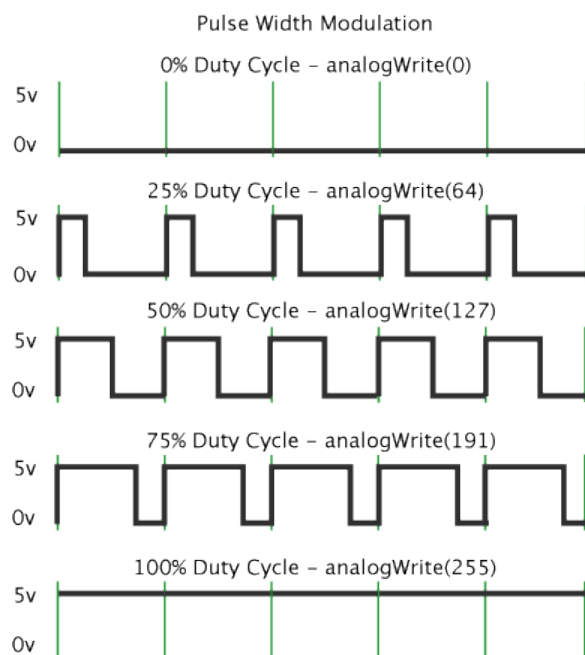 Pulse Width Modulation
0% Duty Cycle – analogWrite(0)
5v
0v
25% Duty Cycle – analogWrite(64)
5v
0v
50% Duty Cycle – analogWrite(127)
5v
0v
75% Duty Cycle – analogWrite(191)
5v
0v
100% Duty Cycle – analogWrite(255)
5v
0v